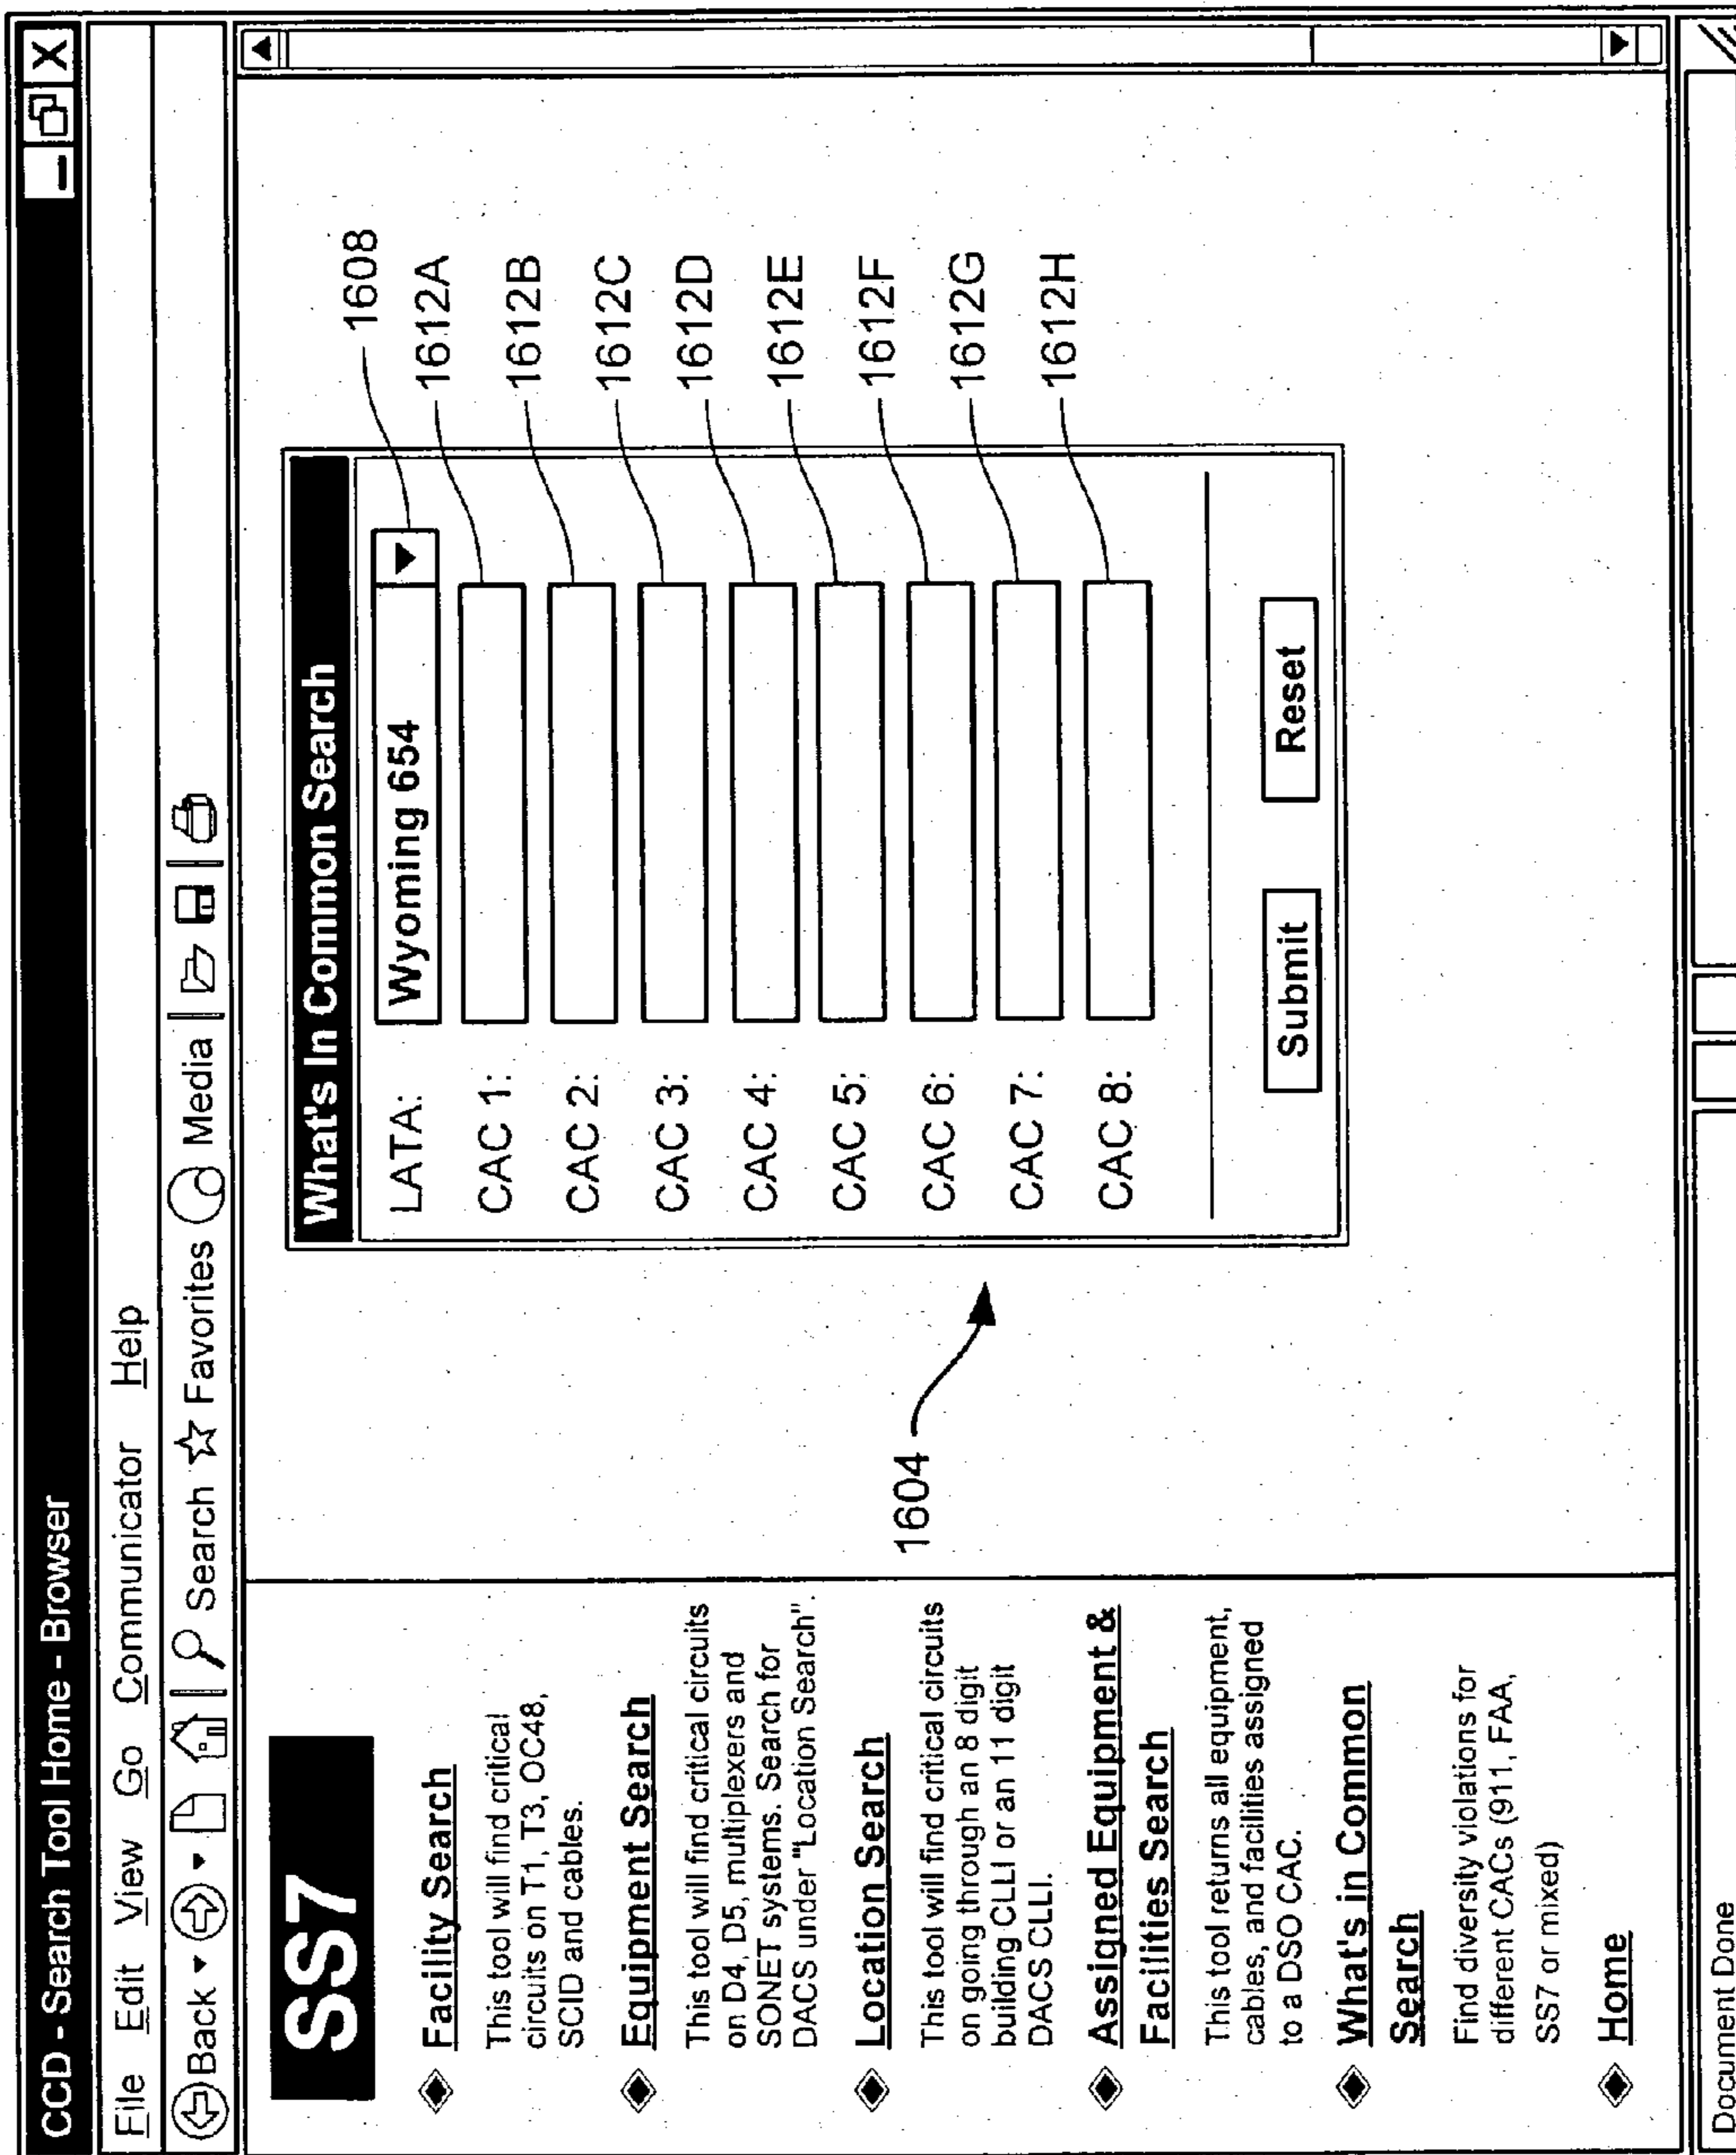 CCD - Search Tool Home - Browser
File Edit View Go Communicator Help
Back Search Favorites Media
SS7
Facility Search
This tool will find critical
circuits on T1, T3, OC48,
SCID and cables.
Equipment Search
This tool will find critical circuits
on D4, D5, multiplexers and
SONET systems. Search for
DACS under "Location Search".
Location Search
This tool will find critical circuits
on going through an 8 digit
building CLLI or an 11 digit
DACS CLLI.
Assigned Equipment &
Facilities Search
This tool returns all equipment,
cables, and facilities assigned
to a DSO CAC.
What's in Common
Search
Find diversity violations for
different CACs (911, FAA,
SS7 or mixed)
Home
1604
What's In Common Search
LATA: Wyoming 654 1608
CAC 1: 1612A
CAC 2: 1612B
CAC 3: 1612C
CAC 4: 1612D
CAC 5: 1612E
CAC 6: 1612F
CAC 7: 1612G
CAC 8: 1612H
Submit Reset
Document Done